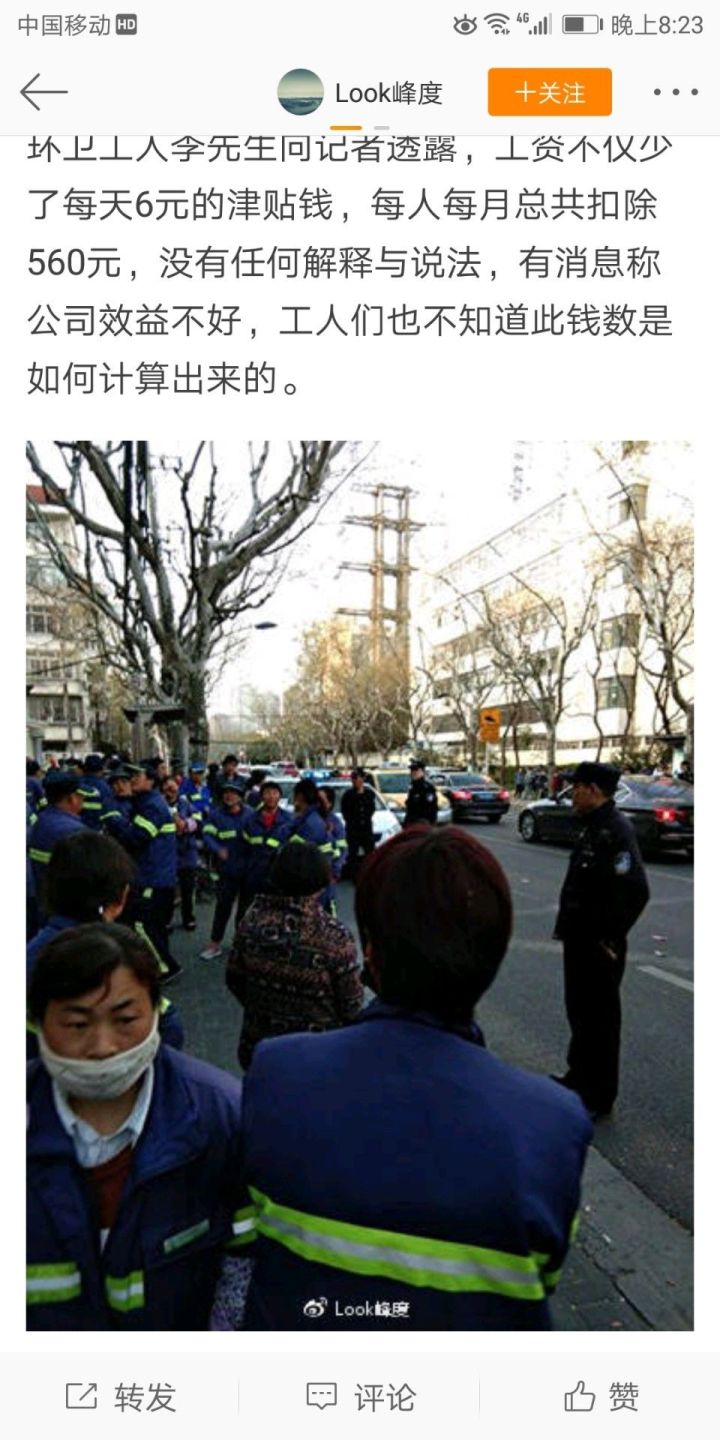 中国移动 HD 4G 晚上8:23
Look峰度 十关注
环卫工人李先生向记者透露，工资不仅少
了每天6元的津贴钱，每人每月总共扣除
560元，没有任何解释与说法，有消息称
公司效益不好，工人们也不知道此钱数是
如何计算出来的。
Look峰度
转发 评论 赞